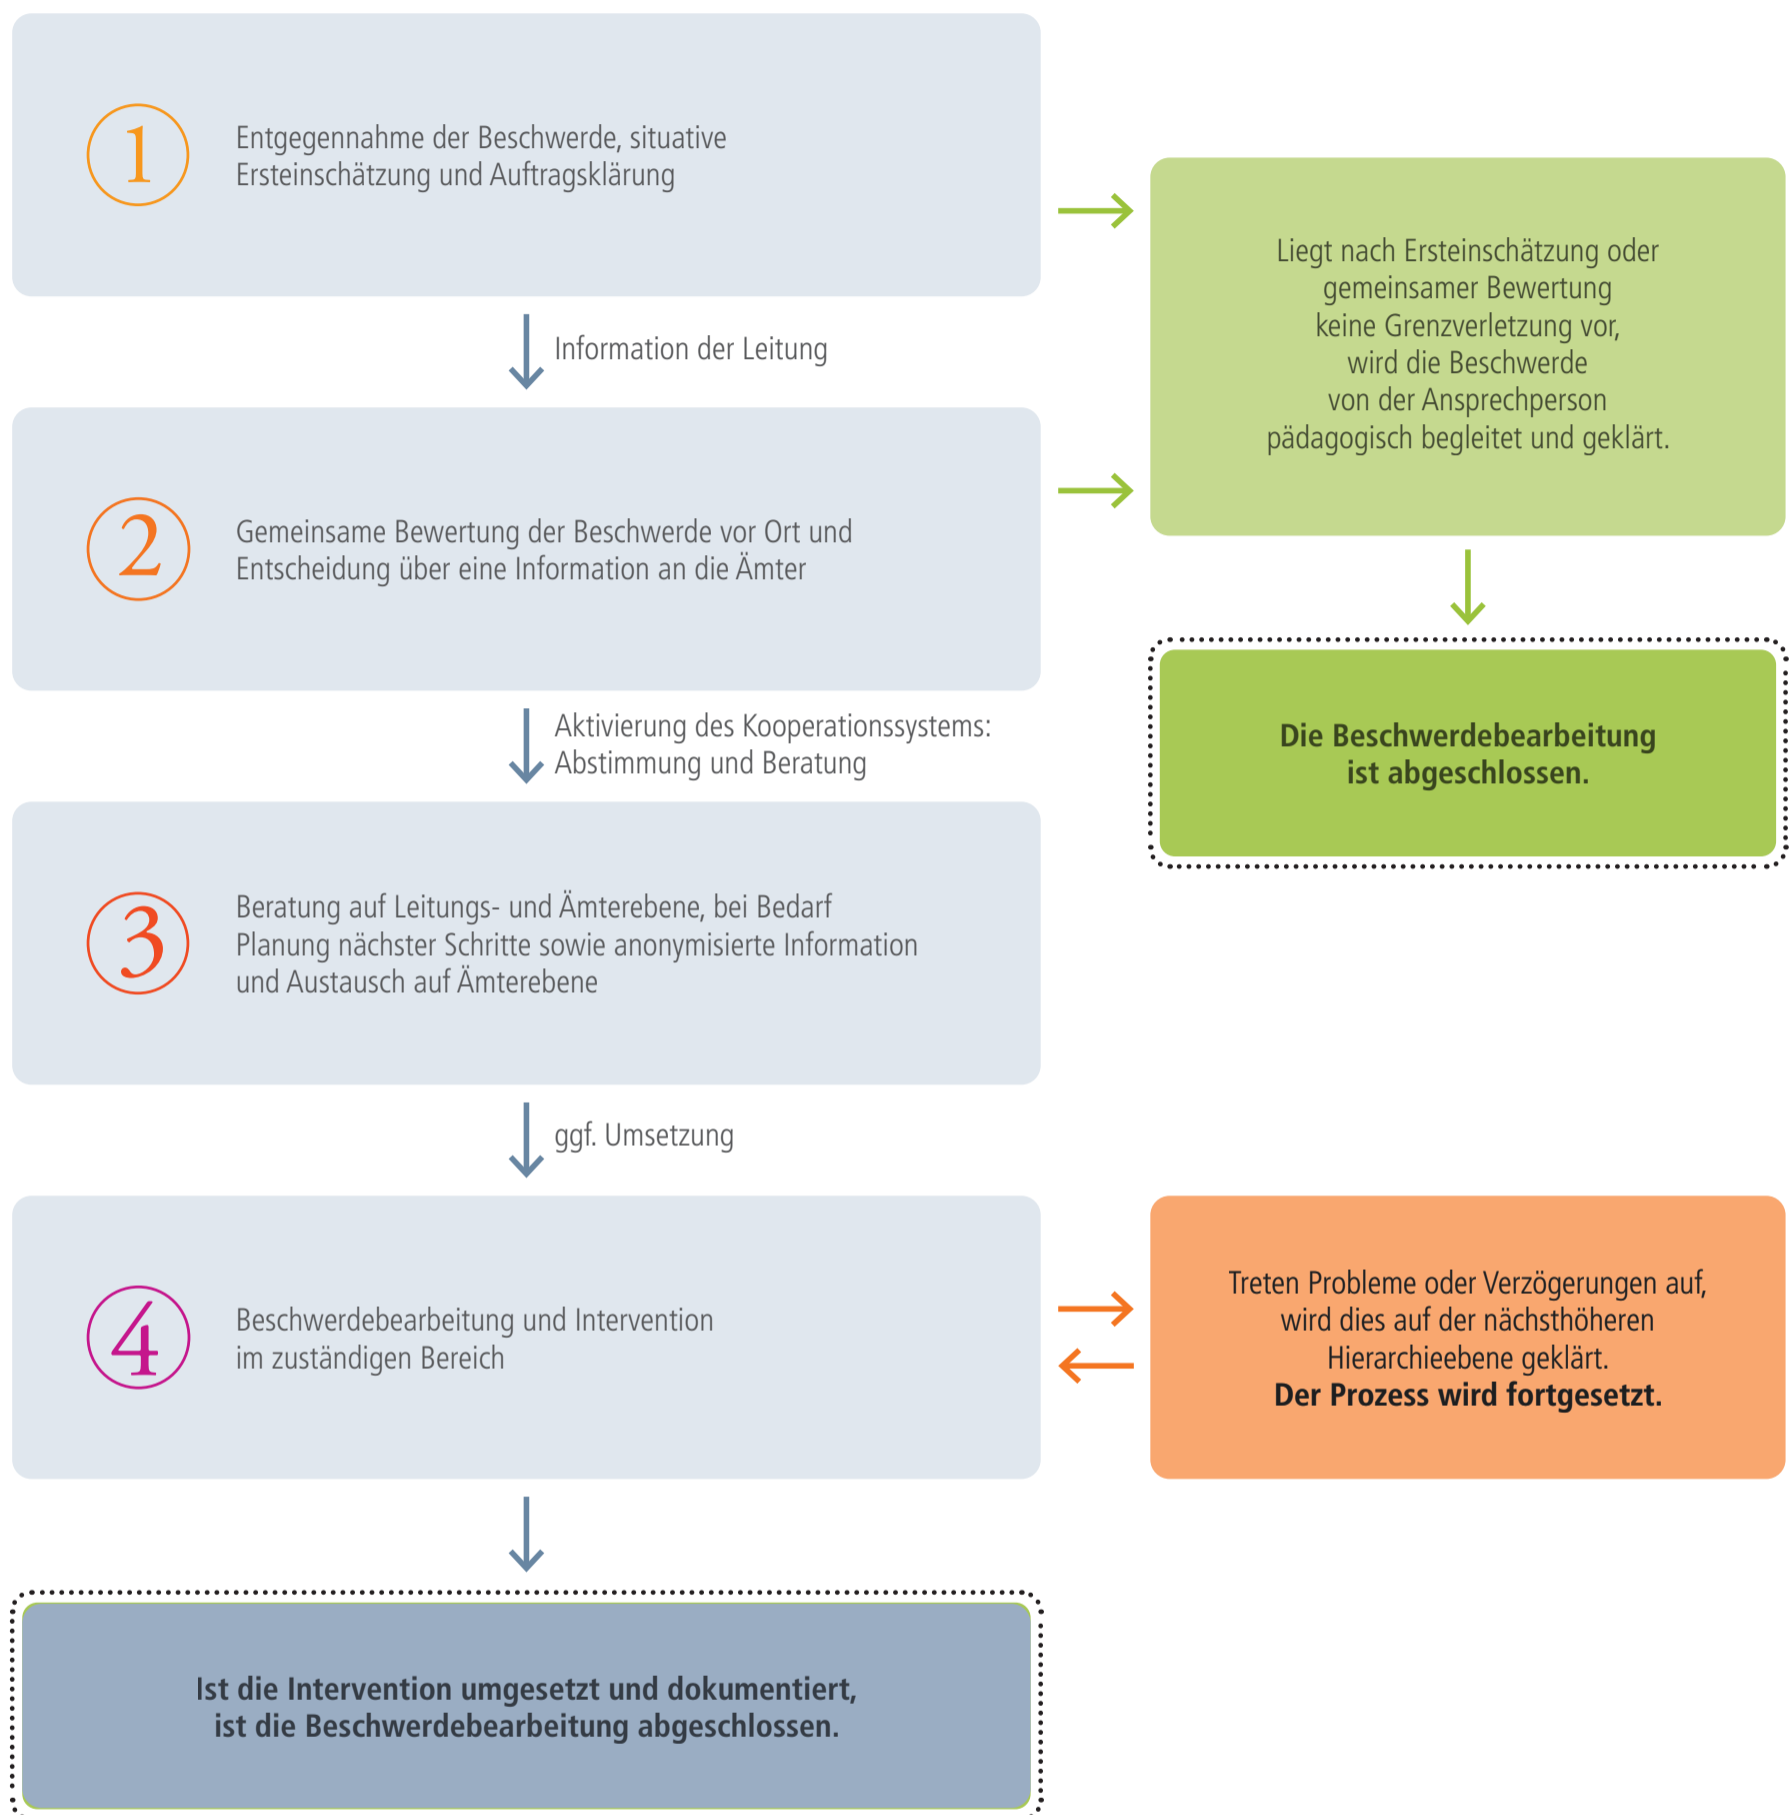 1
Entgegennahme der Beschwerde, situative
Ersteinschätzung und Auftragsklärung
Liegt nach Ersteinschätzung oder
gemeinsamer Bewertung
keine Grenzverletzung vor,
wird die Beschwerde
von der Ansprechperson
pädagogisch begleitet und geklärt.
Information der Leitung
2
Gemeinsame Bewertung der Beschwerde vor Ort und
Entscheidung über eine Information an die Ämter
Die Beschwerdebearbeitung
ist abgeschlossen.
Aktivierung des Kooperationssystems:
Abstimmung und Beratung
3
Beratung auf Leitungs- und Ämterebene, bei Bedarf
Planung nächster Schritte sowie anonymisierte Information
und Austausch auf Ämterebene
ggf. Umsetzung
4
Beschwerdebearbeitung und Intervention
im zuständigen Bereich
Treten Probleme oder Verzögerungen auf,
wird dies auf der nächsthöheren
Hierarchieebene geklärt.
Der Prozess wird fortgesetzt.
Ist die Intervention umgesetzt und dokumentiert,
ist die Beschwerdebearbeitung abgeschlossen.